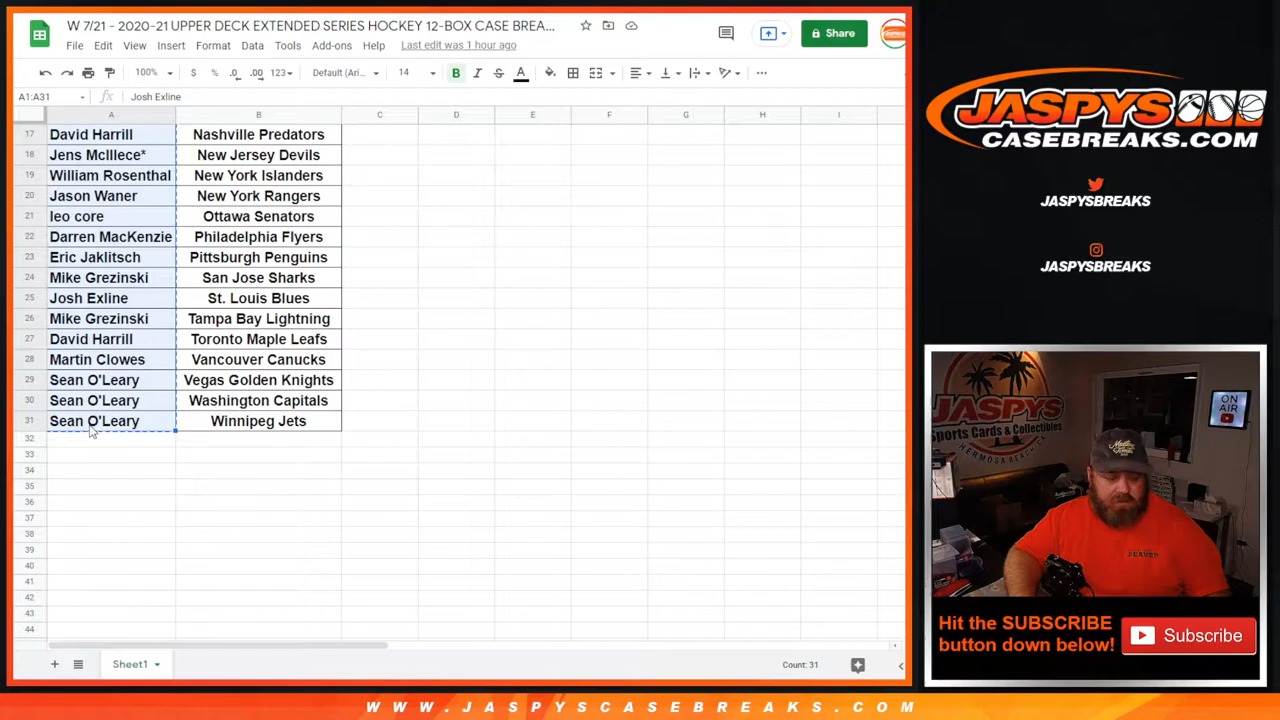 W 7/21 - 2020-21 UPPER DECK EXTENDED SERIES HOCKEY 12-BOX CASE BREA...
Share
File Edit View Insert Format Data Tools Add-ons Help Last edit was 1 hour ago
100% $ % .0 .00 123 Default (Ari... 14 B I S A
A1:A31 fx Josh Exline
A B C D E F G H I
17 David Harrill Nashville Predators
18 Jens McIllece* New Jersey Devils
19 William Rosenthal New York Islanders
20 Jason Waner New York Rangers
21 leo core Ottawa Senators
22 Darren MacKenzie Philadelphia Flyers
23 Eric Jaklitsch Pittsburgh Penguins
24 Mike Grezinski San Jose Sharks
25 Josh Exline St. Louis Blues
26 Mike Grezinski Tampa Bay Lightning
27 David Harrill Toronto Maple Leafs
28 Martin Clowes Vancouver Canucks
29 Sean O'Leary Vegas Golden Knights
30 Sean O'Leary Washington Capitals
31 Sean O'Leary Winnipeg Jets
32
33
34
35
36
37
38
39
40
41
42
43
44
Sheet1
Count: 31
JASPYS
CASEBREAKS.COM
JASPYSBREAKS
JASPYSBREAKS
JASPYS
Sports Cards & Collectibles
HERMOSA BEACH, CA
ON
AIR
BEAVER
Hit the SUBSCRIBE
button down below!
Subscribe
WWW.JASPYSCASEBREAKS.COM